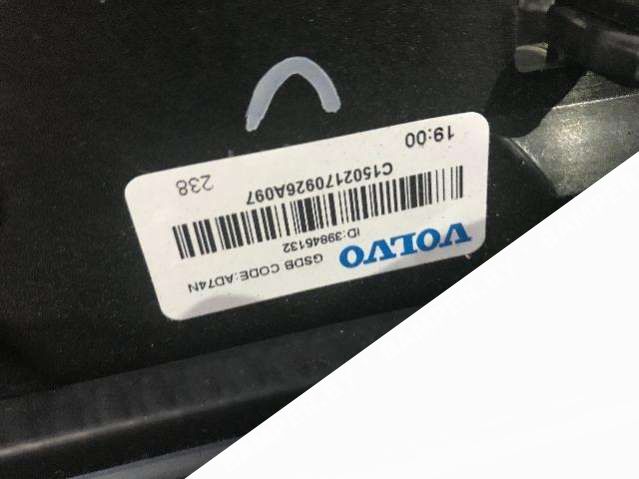 VOLVO
GSDB CODE:AD74N
ID:39846132
C1502170926A097
19:00
238